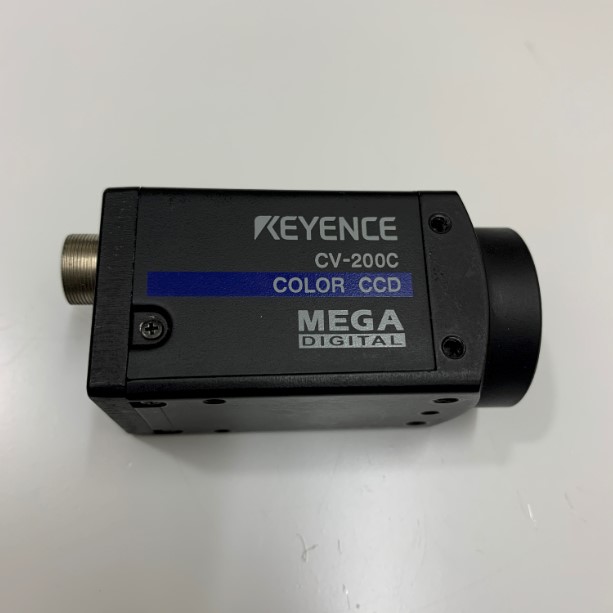 KEYENCE
CV-200C
COLOR CCD
MEGA
DIGITAL